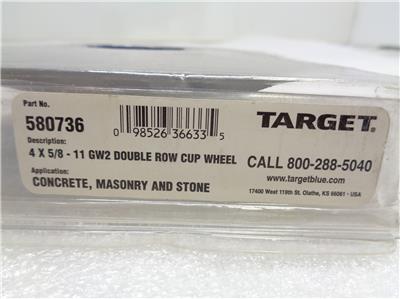 Part No.
580736
0 98526 36633 5
TARGET®
Description:
4 X 5/8 - 11 GW2 DOUBLE ROW CUP WHEEL
CALL 800-288-5040
Application:
www.targetblue.com
CONCRETE, MASONRY AND STONE
17400 West 119th St. Olathe, KS 66061 - USA